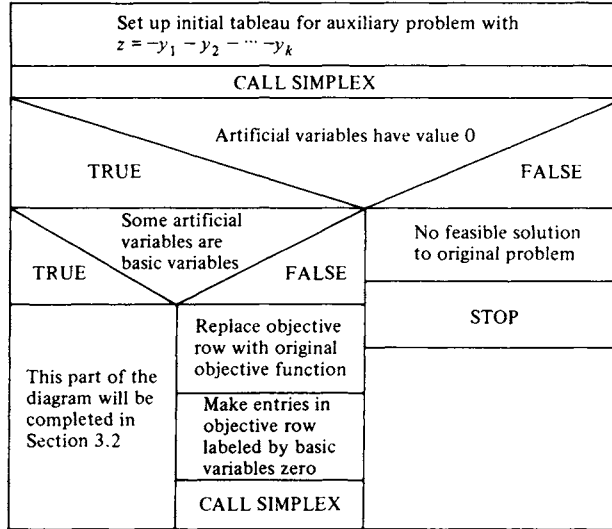 Set up initial tableau for auxiliary problem with
z = −y₁ − y₂ − ··· −yₖ
CALL SIMPLEX
Artificial variables have value 0
TRUE
FALSE
Some artificial
variables are
basic variables
TRUE
FALSE
No feasible solution
to original problem
STOP
This part of the
diagram will be
completed in
Section 3.2
Replace objective
row with original
objective function
Make entries in
objective row
labeled by basic
variables zero
CALL SIMPLEX